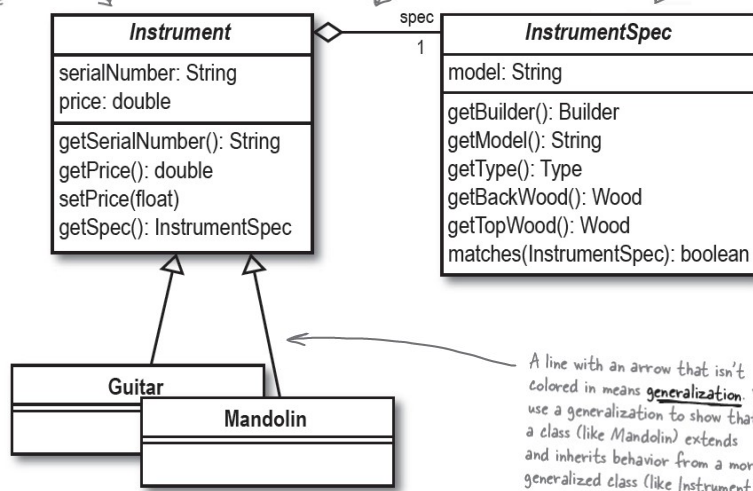 Instrument
serialNumber: String
price: double
getSerialNumber(): String
getPrice(): double
setPrice(float)
getSpec(): InstrumentSpec
spec
1
InstrumentSpec
model: String
getBuilder(): Builder
getModel(): String
getType(): Type
getBackWood(): Wood
getTopWood(): Wood
matches(InstrumentSpec): boolean
Guitar
Mandolin
A line with an arrow that isn't
colored in means generalization.
use a generalization to show
a class (like Mandolin) extends
and inherits behavior from a
generalized class (like Instrument